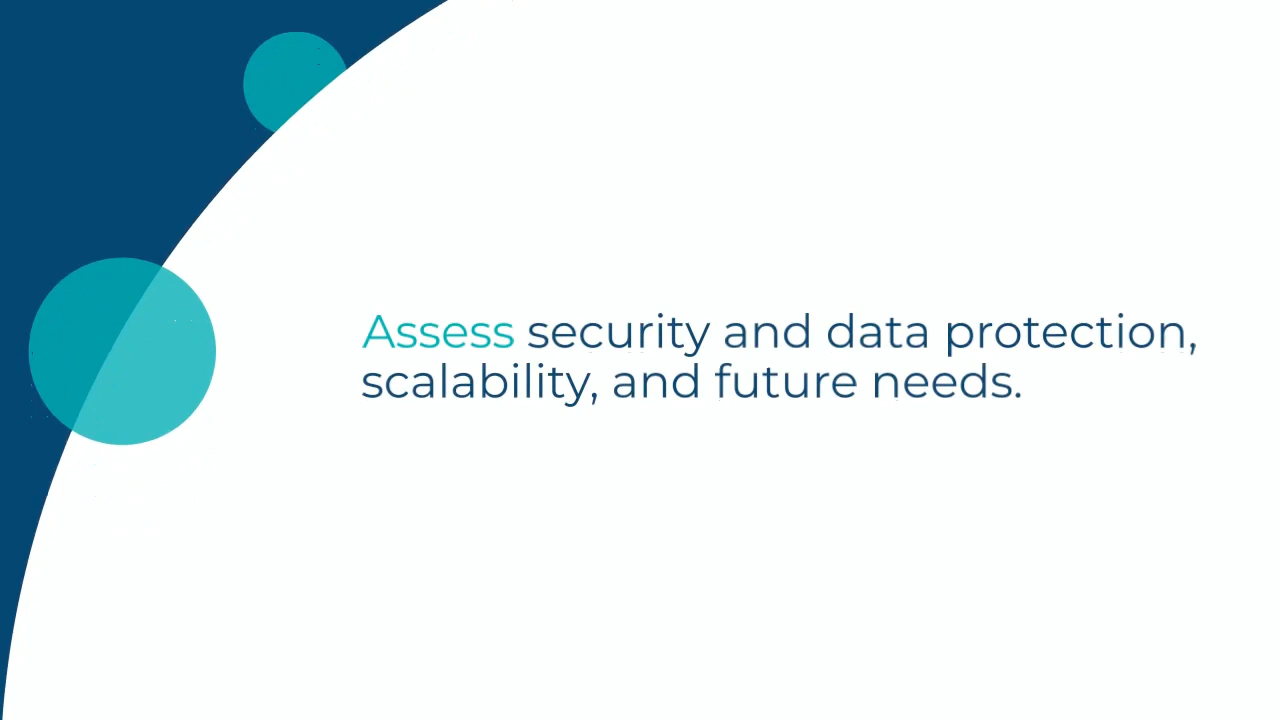 Assess security and data protection,
scalability, and future needs.